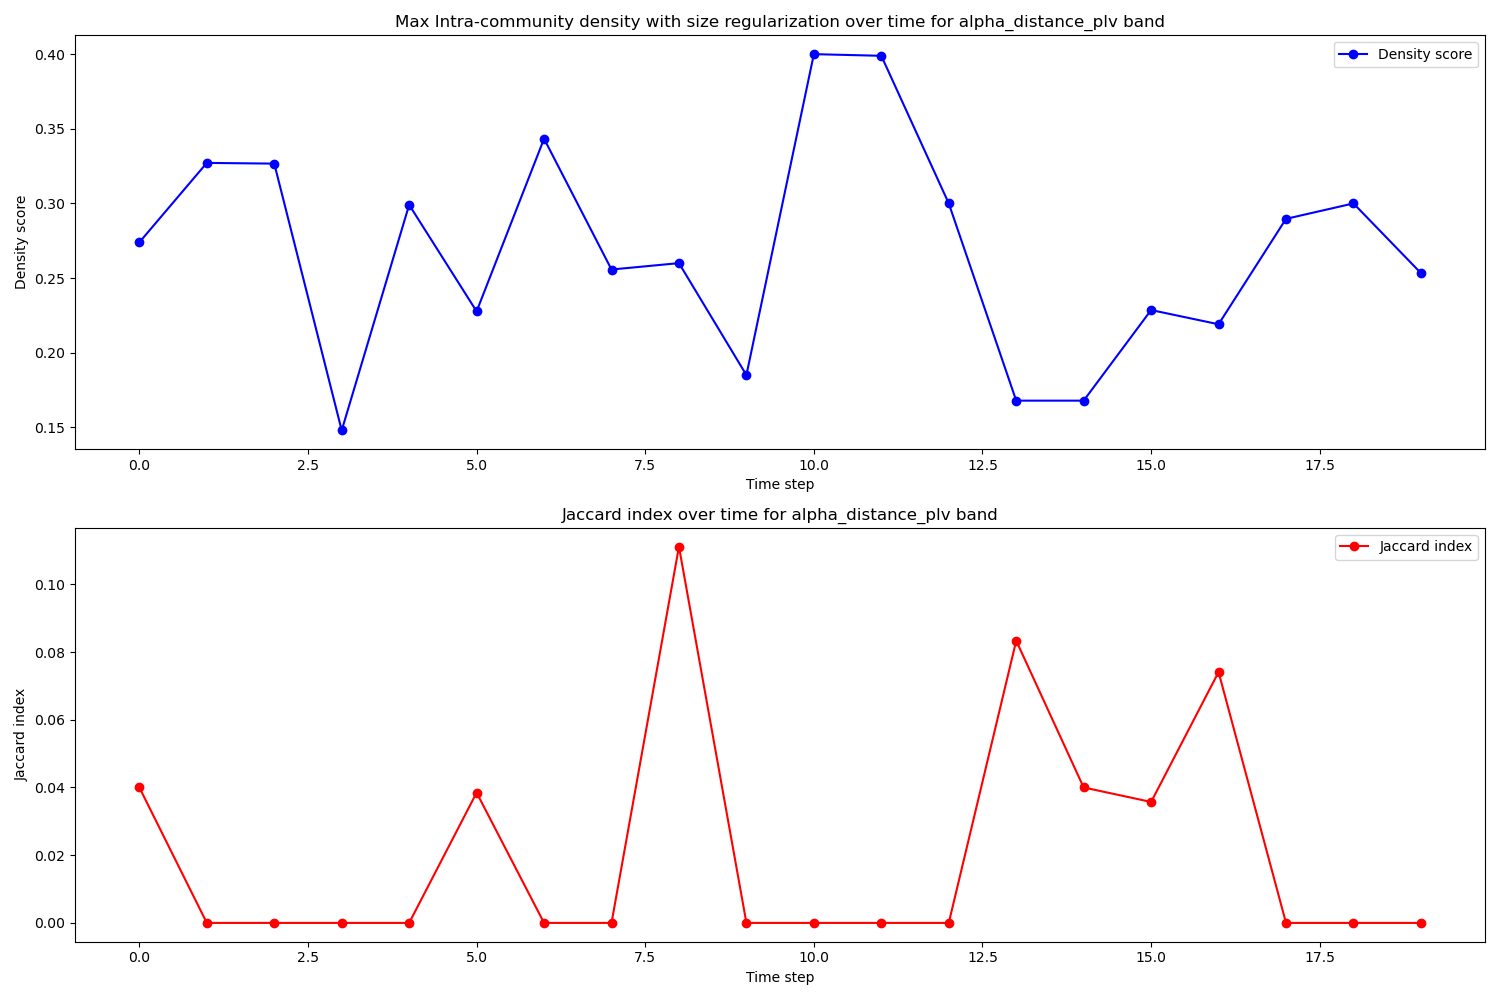 Max Intra-community density with size regularization over time for alpha_distance_plv band
Density score
0.40
0.35
0.30
0.25
0.20
0.15
Density score
0.0 2.5 5.0 7.5 10.0 12.5 15.0 17.5
Time step
Jaccard index over time for alpha_distance_plv band
Jaccard index
0.10
0.08
0.06
0.04
0.02
0.00
Jaccard index
0.0 2.5 5.0 7.5 10.0 12.5 15.0 17.5
Time step